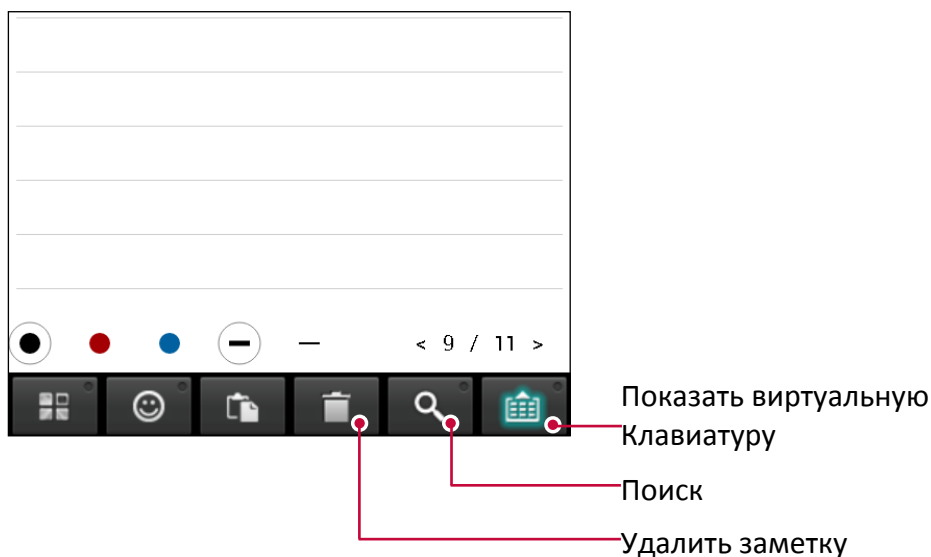 < 9 / 11 >
Показать виртуальную
Клавиатуру
Поиск
Удалить заметку